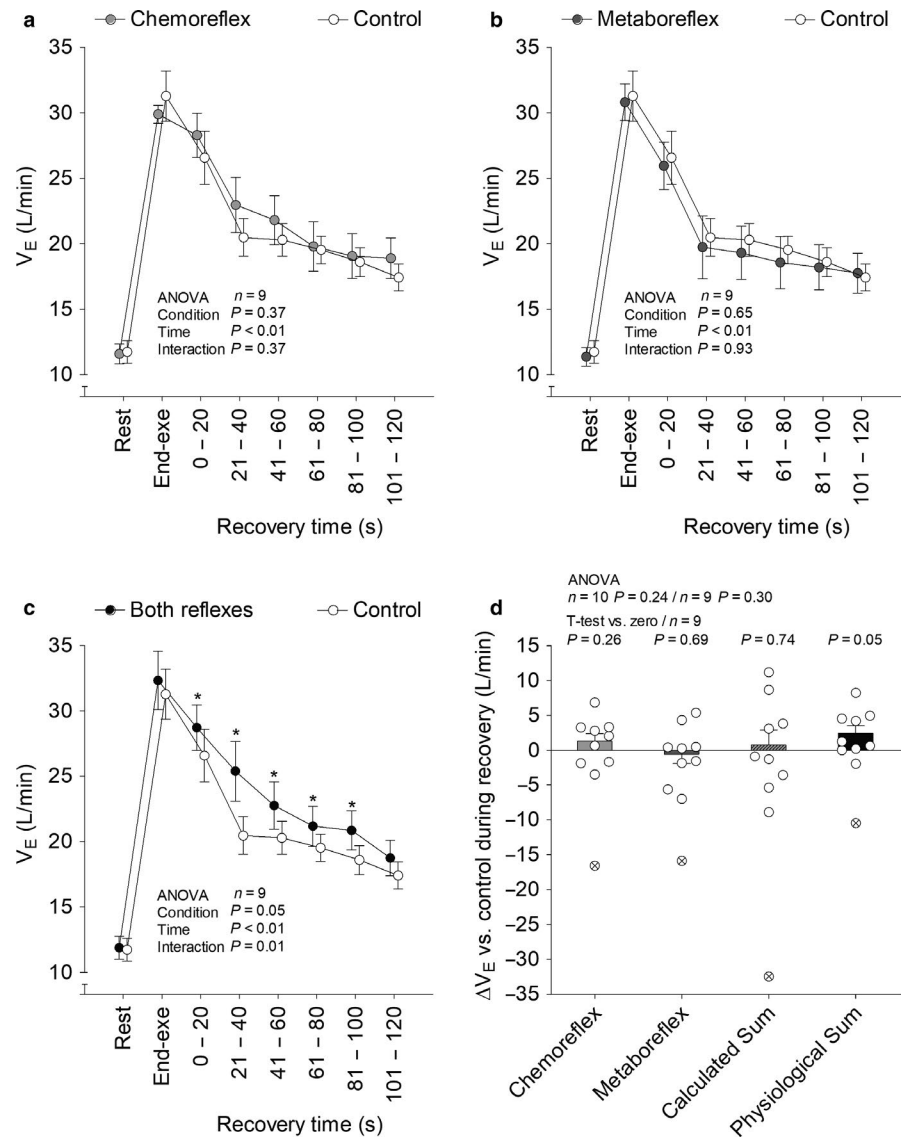 a Chemoreflex Control
35
30
25
20
15
10
V_E (L/min)
ANOVA n = 9
Condition P = 0.37
Time P < 0.01
Interaction P = 0.37
Rest
End-exe
0 – 20
21 – 40
41 – 60
61 – 80
81 – 100
101 – 120
Recovery time (s)
b Metaboreflex Control
35
30
25
20
15
10
V_E (L/min)
ANOVA n = 9
Condition P = 0.65
Time P < 0.01
Interaction P = 0.93
Rest
End-exe
0 – 20
21 – 40
41 – 60
61 – 80
81 – 100
101 – 120
Recovery time (s)
c Both reflexes Control
35
30
25
20
15
10
V_E (L/min)
* * * * *
ANOVA n = 9
Condition P = 0.05
Time P < 0.01
Interaction P = 0.01
Rest
End-exe
0 – 20
21 – 40
41 – 60
61 – 80
81 – 100
101 – 120
Recovery time (s)
d
ANOVA
n = 10 P = 0.24 / n = 9 P = 0.30
T-test vs. zero / n = 9
P = 0.26 P = 0.69 P = 0.74 P = 0.05
15
10
5
0
−5
−10
−15
−20
−25
−30
−35
ΔV_E vs. control during recovery (L/min)
Chemoreflex
Metaboreflex
Calculated Sum
Physiological Sum